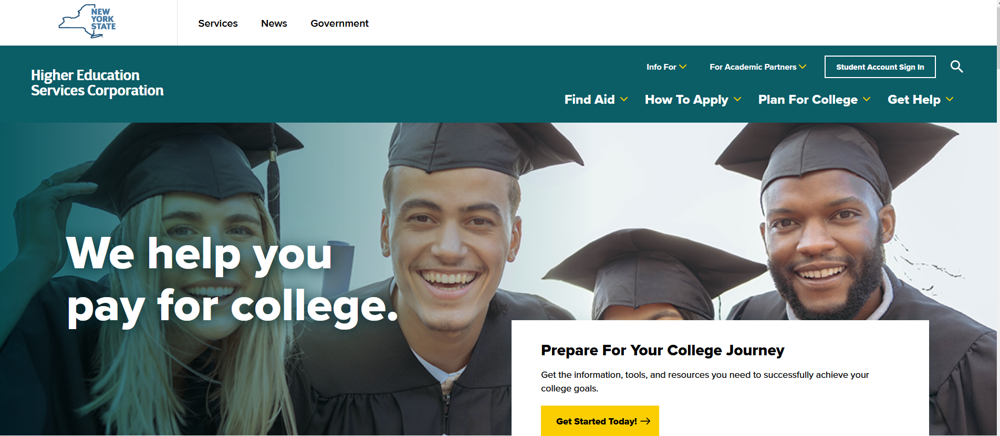 NEW
YORK
STATE
Services News Government
Higher Education
Services Corporation
Info For For Academic Partners Student Account Sign In
Find Aid How To Apply Plan For College Get Help
We help you
pay for college.
Prepare For Your College Journey
Get the information, tools, and resources you need to successfully achieve your
college goals.
Get Started Today!